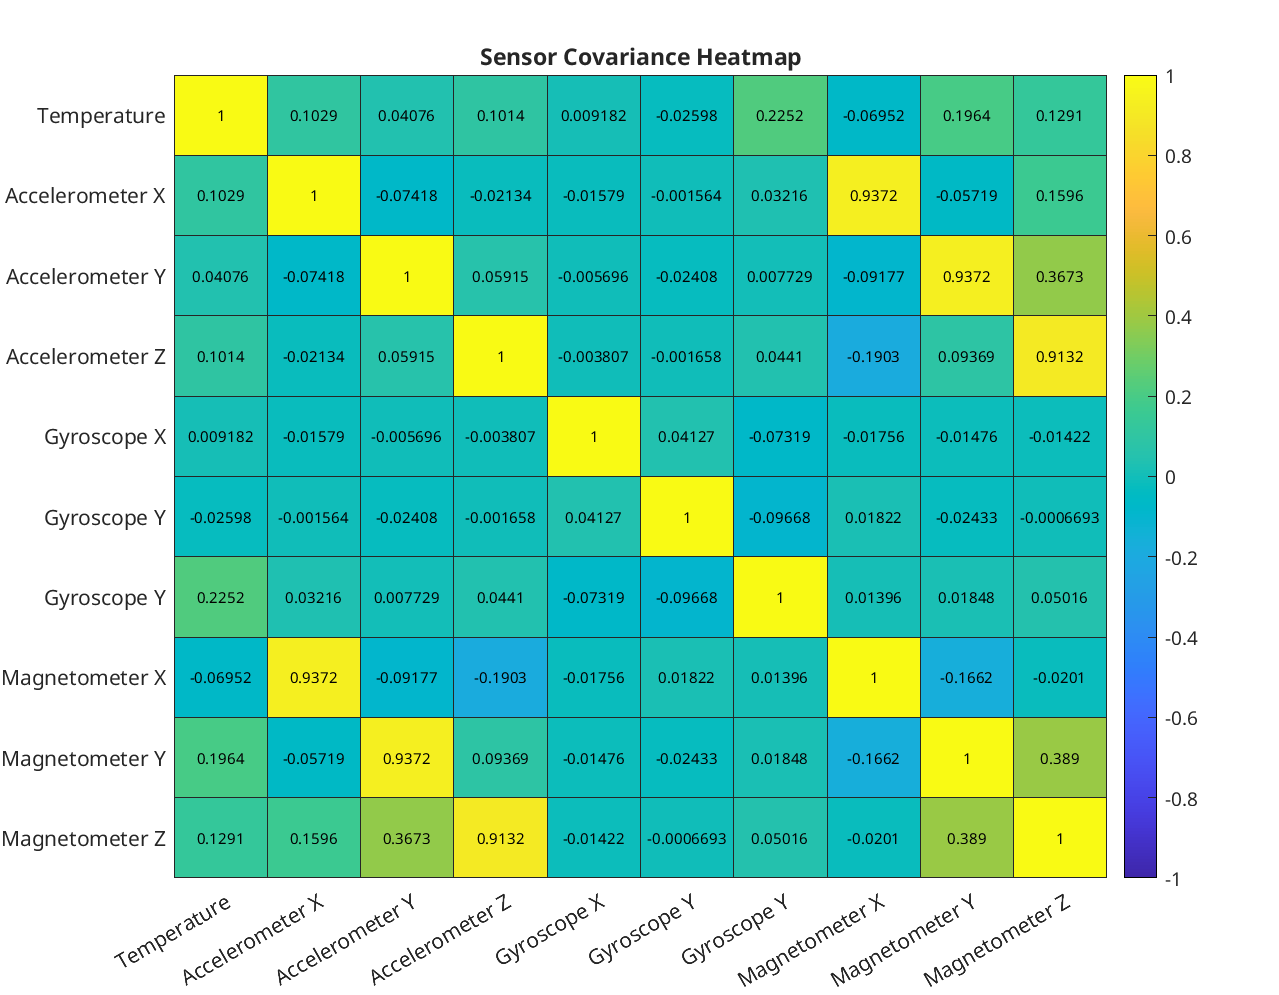 Sensor Covariance Heatmap
Temperature 1 0.1029 0.04076 0.1014 0.009182 -0.02598 0.2252 -0.06952 0.1964 0.1291
Accelerometer X 0.1029 1 -0.07418 -0.02134 -0.01579 -0.001564 0.03216 0.9372 -0.05719 0.1596
Accelerometer Y 0.04076 -0.07418 1 0.05915 -0.005696 -0.02408 0.007729 -0.09177 0.9372 0.3673
Accelerometer Z 0.1014 -0.02134 0.05915 1 -0.003807 -0.001658 0.0441 -0.1903 0.09369 0.9132
Gyroscope X 0.009182 -0.01579 -0.005696 -0.003807 1 0.04127 -0.07319 -0.01756 -0.01476 -0.01422
Gyroscope Y -0.02598 -0.001564 -0.02408 -0.001658 0.04127 1 -0.09668 0.01822 -0.02433 -0.0006693
Gyroscope Y 0.2252 0.03216 0.007729 0.0441 -0.07319 -0.09668 1 0.01396 0.01848 0.05016
Magnetometer X -0.06952 0.9372 -0.09177 -0.1903 -0.01756 0.01822 0.01396 1 -0.1662 -0.0201
Magnetometer Y 0.1964 -0.05719 0.9372 0.09369 -0.01476 -0.02433 0.01848 -0.1662 1 0.389
Magnetometer Z 0.1291 0.1596 0.3673 0.9132 -0.01422 -0.0006693 0.05016 -0.0201 0.389 1
Temperature Accelerometer X Accelerometer Y Accelerometer Z Gyroscope X Gyroscope Y Gyroscope Y Magnetometer X Magnetometer Y Magnetometer Z
1
0.8
0.6
0.4
0.2
0
-0.2
-0.4
-0.6
-0.8
-1